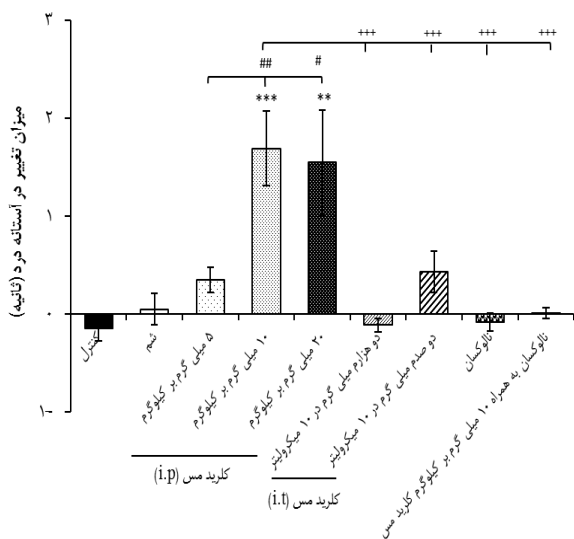 میزان تغییر در آستانه درد (ثانیه)
۳
۲
۱
۰
-۱
+++
+++
+++
+++
##
#
***
**
کنترل
شم
۵ میلی گرم بر کیلوگرم
۱۰ میلی گرم بر کیلوگرم
۲۰ میلی گرم بر کیلوگرم
دو هزارم میلی گرم در ۱۰ میکرولیتر
دو صدم میلی گرم در ۱۰ میکرولیتر
نالوکسان
نالوکسان به همراه ۱۰ میلی گرم بر کیلوگرم کلرید مس
کلرید مس (i.p)
کلرید مس (i.t)